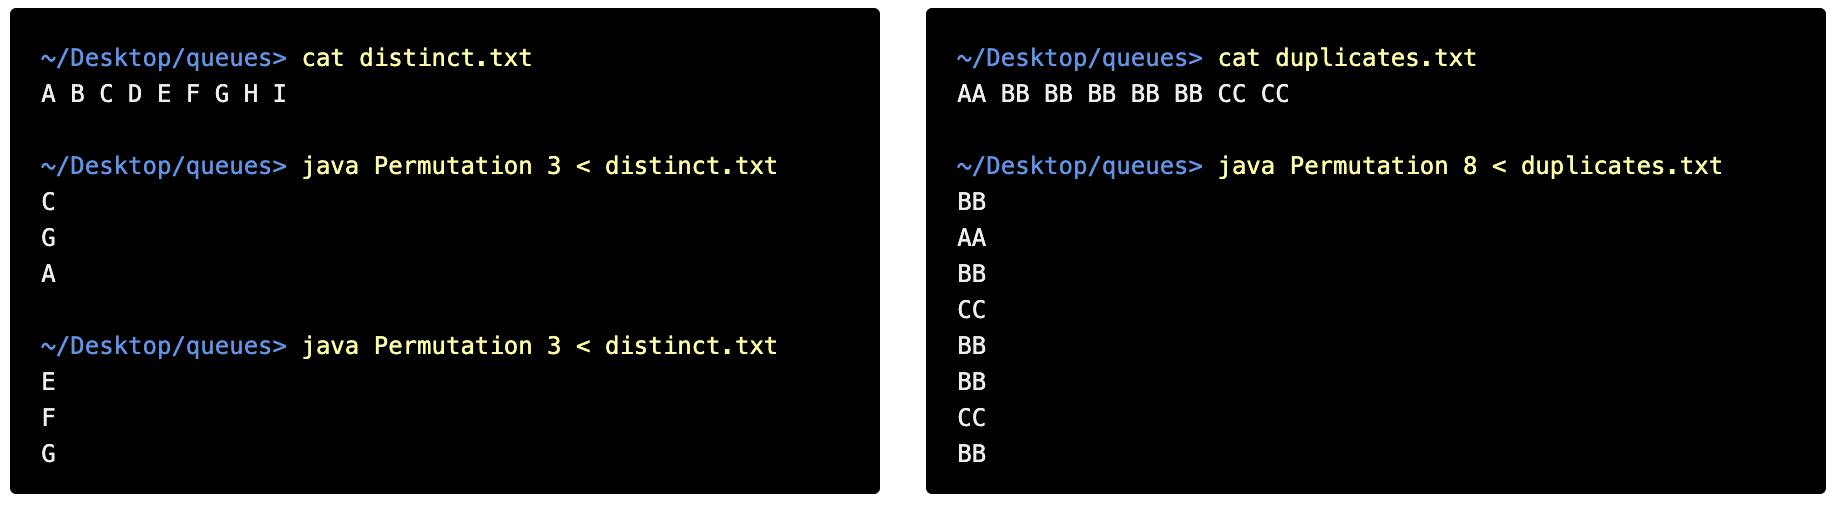 ~/Desktop/queues> cat distinct.txt
A B C D E F G H I
~/Desktop/queues> java Permutation 3 < distinct.txt
C
G
A
~/Desktop/queues> java Permutation 3 < distinct.txt
E
F
G
~/Desktop/queues> cat duplicates.txt
AA BB BB BB BB BB CC CC
~/Desktop/queues> java Permutation 8 < duplicates.txt
BB
AA
BB
CC
BB
BB
CC
BB